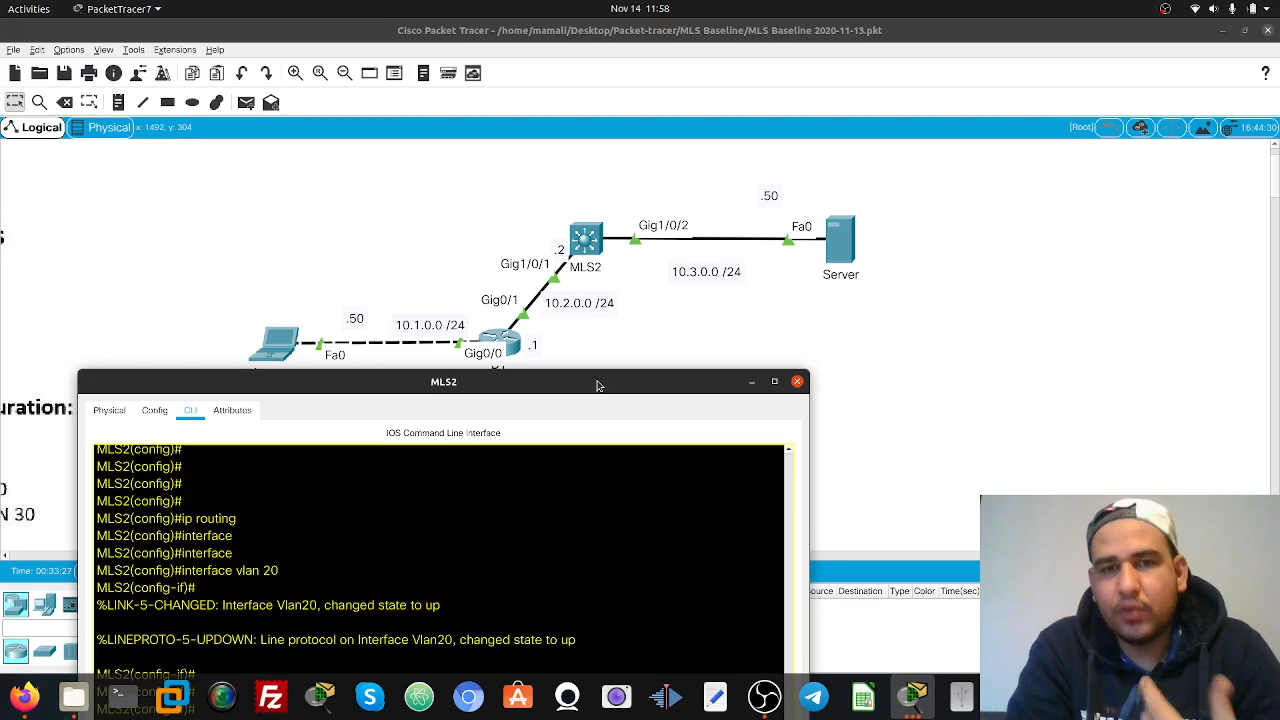 Activities
PacketTracer7
Nov 14 11:58
Cisco Packet Tracer - /home/mamali/Desktop/Packet-tracer/MLS Baseline/MLS Baseline 2020-11-13.pkt
File Edit Options View Tools Extensions Help
?
Logical
Physical
x: 1492, y: 304
[Root]
16:44:30
.50
Gig1/0/2
Fa0
.2
Gig1/0/1
MLS2
10.3.0.0 /24
Server
Gig0/1
10.2.0.0 /24
.50
10.1.0.0 /24
.1
Fa0
Gig0/0
MLS2
Physical Config CLI Attributes
uration:
IOS Command Line Interface
MLS2(config)#
MLS2(config)#
MLS2(config)#
MLS2(config)#
MLS2(config)#ip routing
MLS2(config)#interface
MLS2(config)#interface
MLS2(config)#interface vlan 20
MLS2(config-if)#
%LINK-5-CHANGED: Interface Vlan20, changed state to up
%LINEPROTO-5-UPDOWN: Line protocol on Interface Vlan20, changed state to up
MLS2(config-if)#
N 30
Time: 00:33:27
ource Destination Type Color Time(sec)